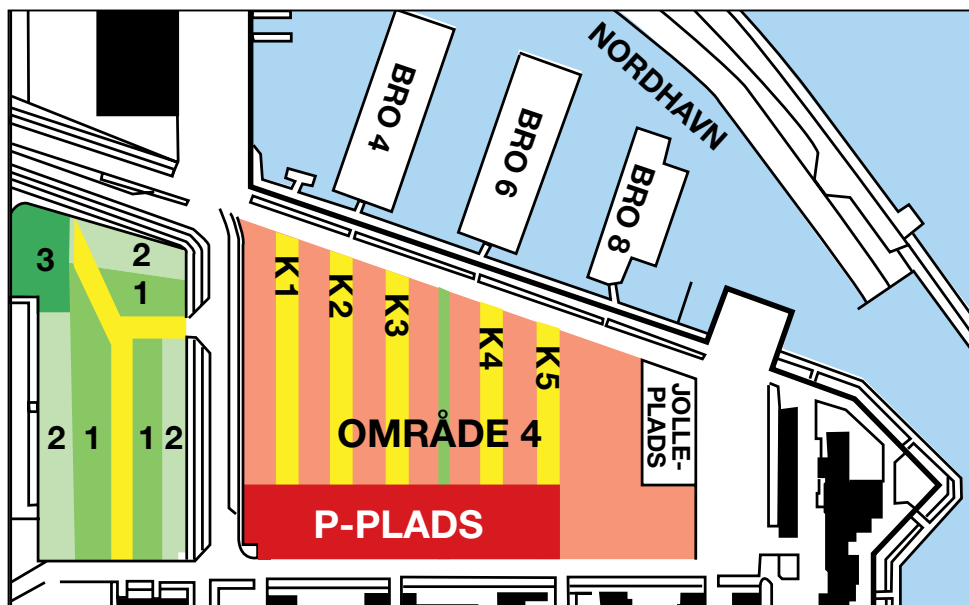 BRO 4
BRO 6
BRO 8
NORDHAVN
3
2
1
2
1
1
2
K1
K2
K3
K4
K5
OMRÅDE 4
JOLLE-
PLADS
P-PLADS